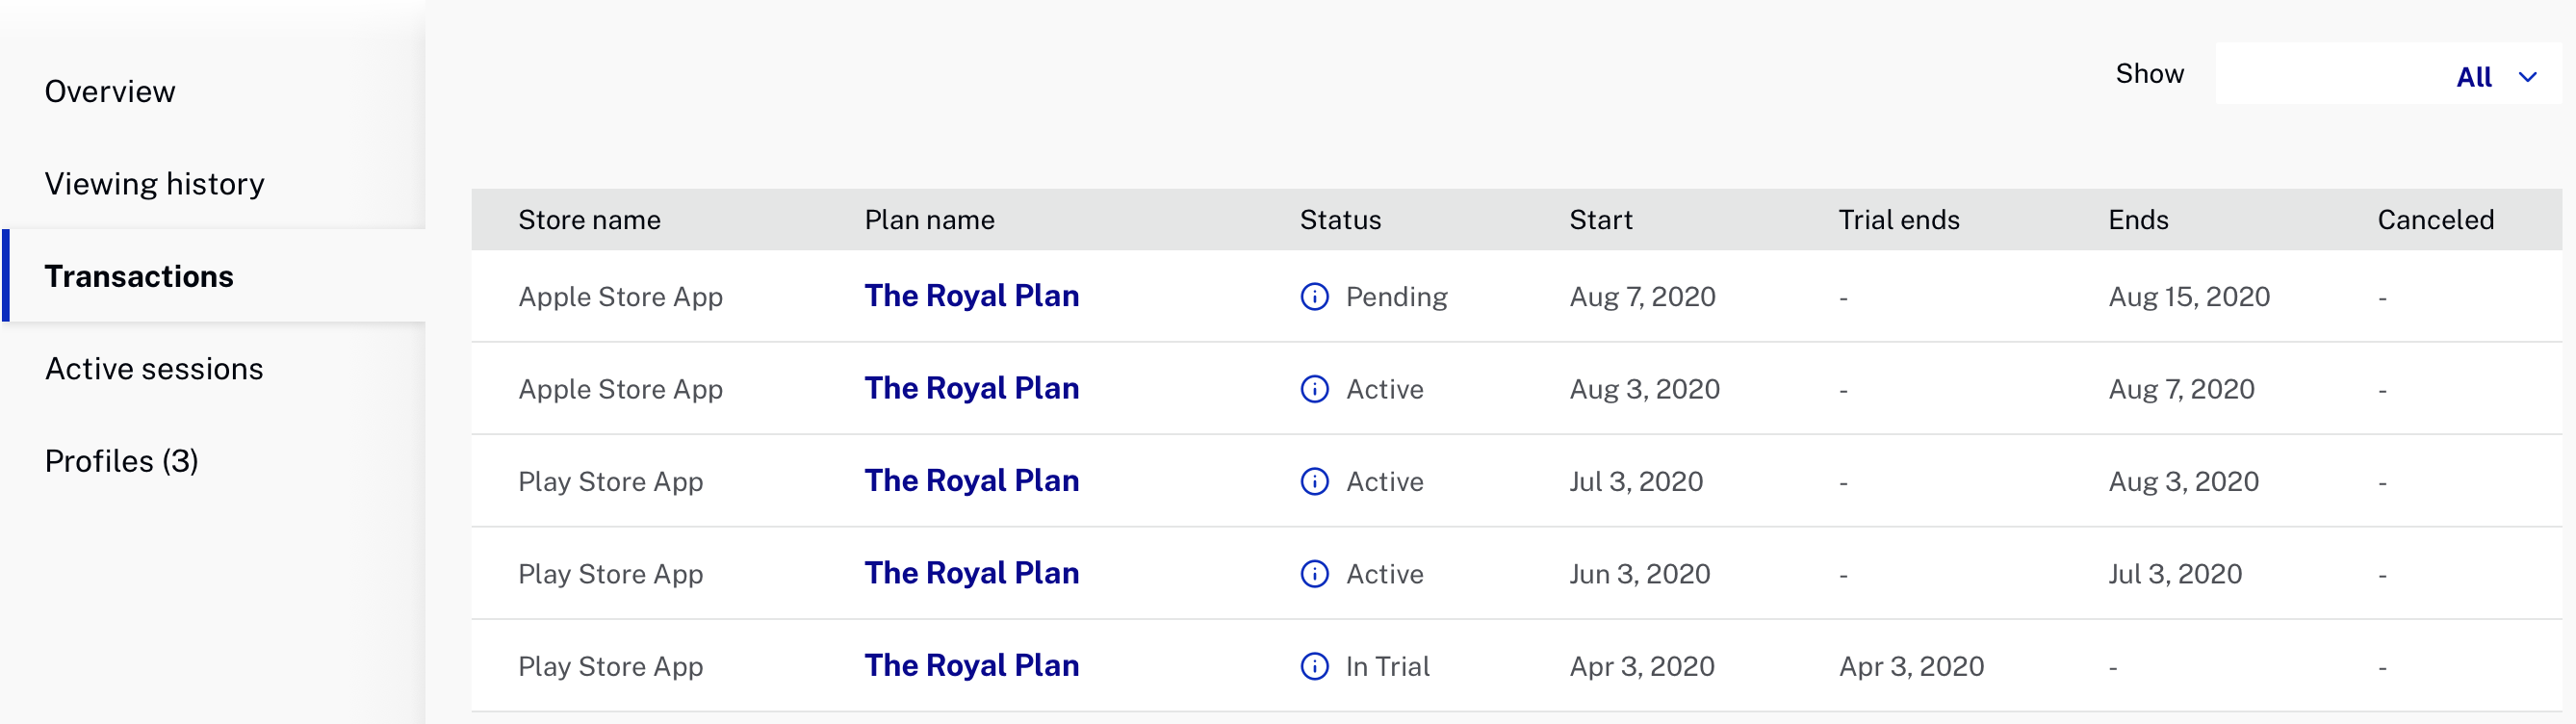 Overview
Viewing history
Transactions
Active sessions
Profiles (3)
Show All
Store name Plan name Status Start Trial ends Ends Canceled
Apple Store App The Royal Plan Pending Aug 7, 2020 - Aug 15, 2020 -
Apple Store App The Royal Plan Active Aug 3, 2020 - Aug 7, 2020 -
Play Store App The Royal Plan Active Jul 3, 2020 - Aug 3, 2020 -
Play Store App The Royal Plan Active Jun 3, 2020 - Jul 3, 2020 -
Play Store App The Royal Plan In Trial Apr 3, 2020 Apr 3, 2020 - -